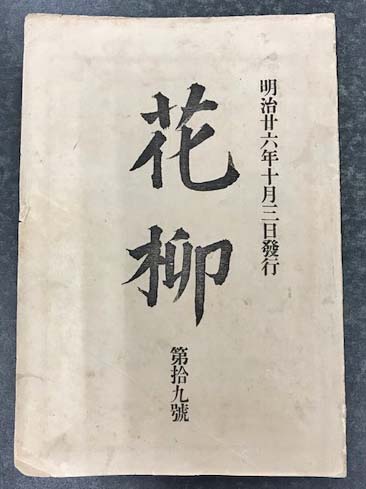 明治廿六年十月三日發行
花柳
第拾九號